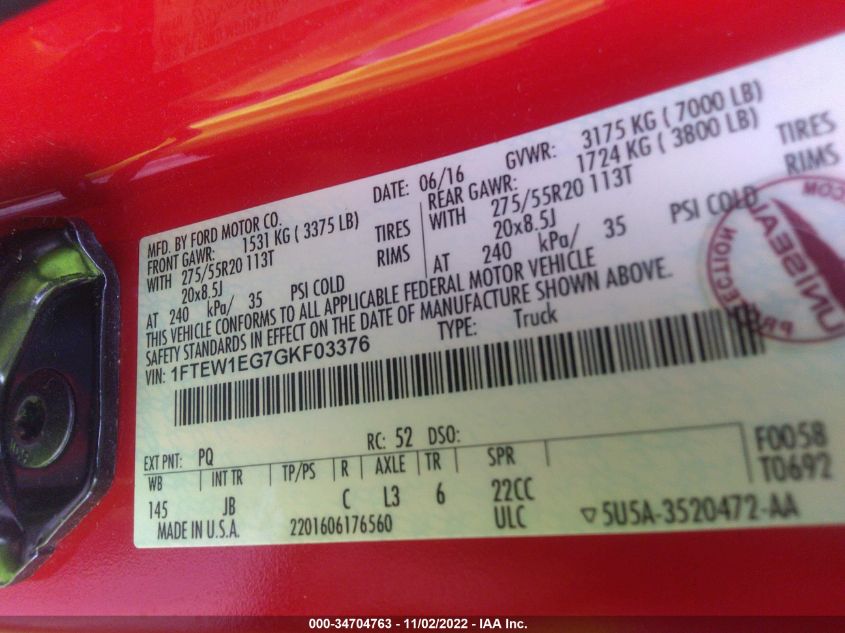 MFD. BY FORD MOTOR CO.
DATE: 06/16
GVWR: 3175 KG ( 7000 LB)
FRONT GAWR: 1531 KG ( 3375 LB)
REAR GAWR: 1724 KG ( 3800 LB)
WITH 275/55R20 113T TIRES
WITH 275/55R20 113T TIRES
20x8.5J RIMS
20x8.5J RIMS
AT 240 kPa/ 35 PSI COLD
AT 240 kPa/ 35 PSI COLD
THIS VEHICLE CONFORMS TO ALL APPLICABLE FEDERAL MOTOR VEHICLE
SAFETY STANDARDS IN EFFECT ON THE DATE OF MANUFACTURE SHOWN ABOVE.
VIN: 1FTEW1EG7GKF03376
TYPE: Truck
UNISEAL
PROTECTION
.COM
EXT PNT: PQ RC: 52 DSO:
F0058
WB INT TR TP/PS R AXLE TR SPR
T0692
145 JB C L3 6 22CC
MADE IN U.S.A. 2201606176560 ULC
5U5A-3520472-AA
000-34704763 - 11/02/2022 - IAA Inc.